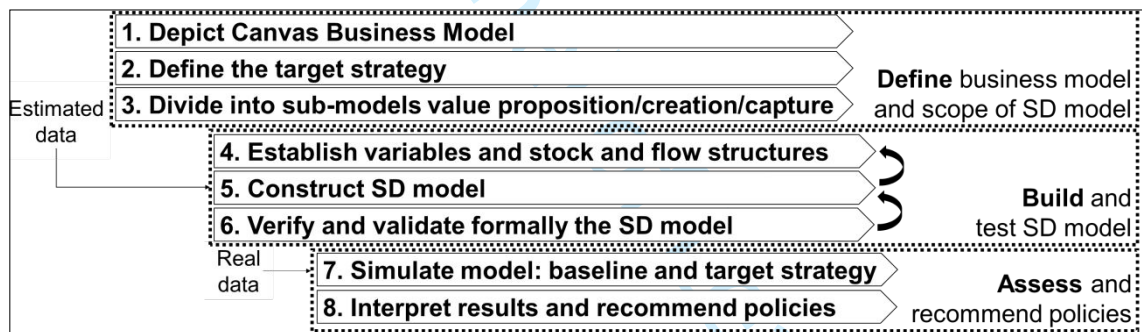 1. Depict Canvas Business Model
2. Define the target strategy
3. Divide into sub-models value proposition/creation/capture
Define business model
and scope of SD model
Estimated
data
4. Establish variables and stock and flow structures
5. Construct SD model
6. Verify and validate formally the SD model
Build and
test SD model
Real
data
7. Simulate model: baseline and target strategy
8. Interpret results and recommend policies
Assess and
recommend policies